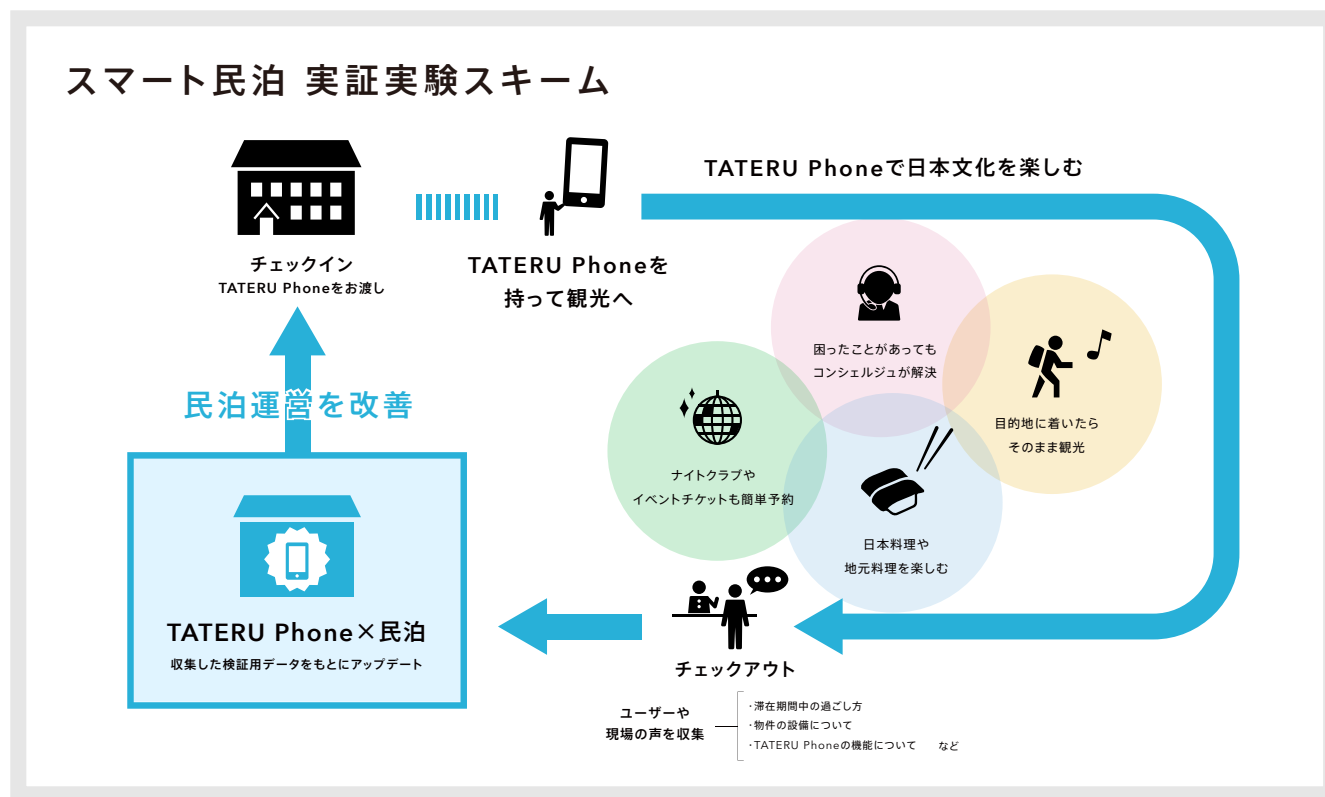 スマート民泊 実証実験スキーム
チェックイン
TATERU Phoneをお渡し
TATERU Phoneを
持って観光へ
TATERU Phoneで日本文化を楽しむ
困ったことがあっても
コンシェルジュが解決
目的地に着いたら
そのまま観光
ナイトクラブや
イベントチケットも簡単予約
日本料理や
地元料理を楽しむ
チェックアウト
ユーザーや
現場の声を収集
・滞在期間中の過ごし方
・物件の設備について
・TATERU Phoneの機能について など
民泊運営を改善
TATERU Phone×民泊
収集した検証用データをもとにアップデート